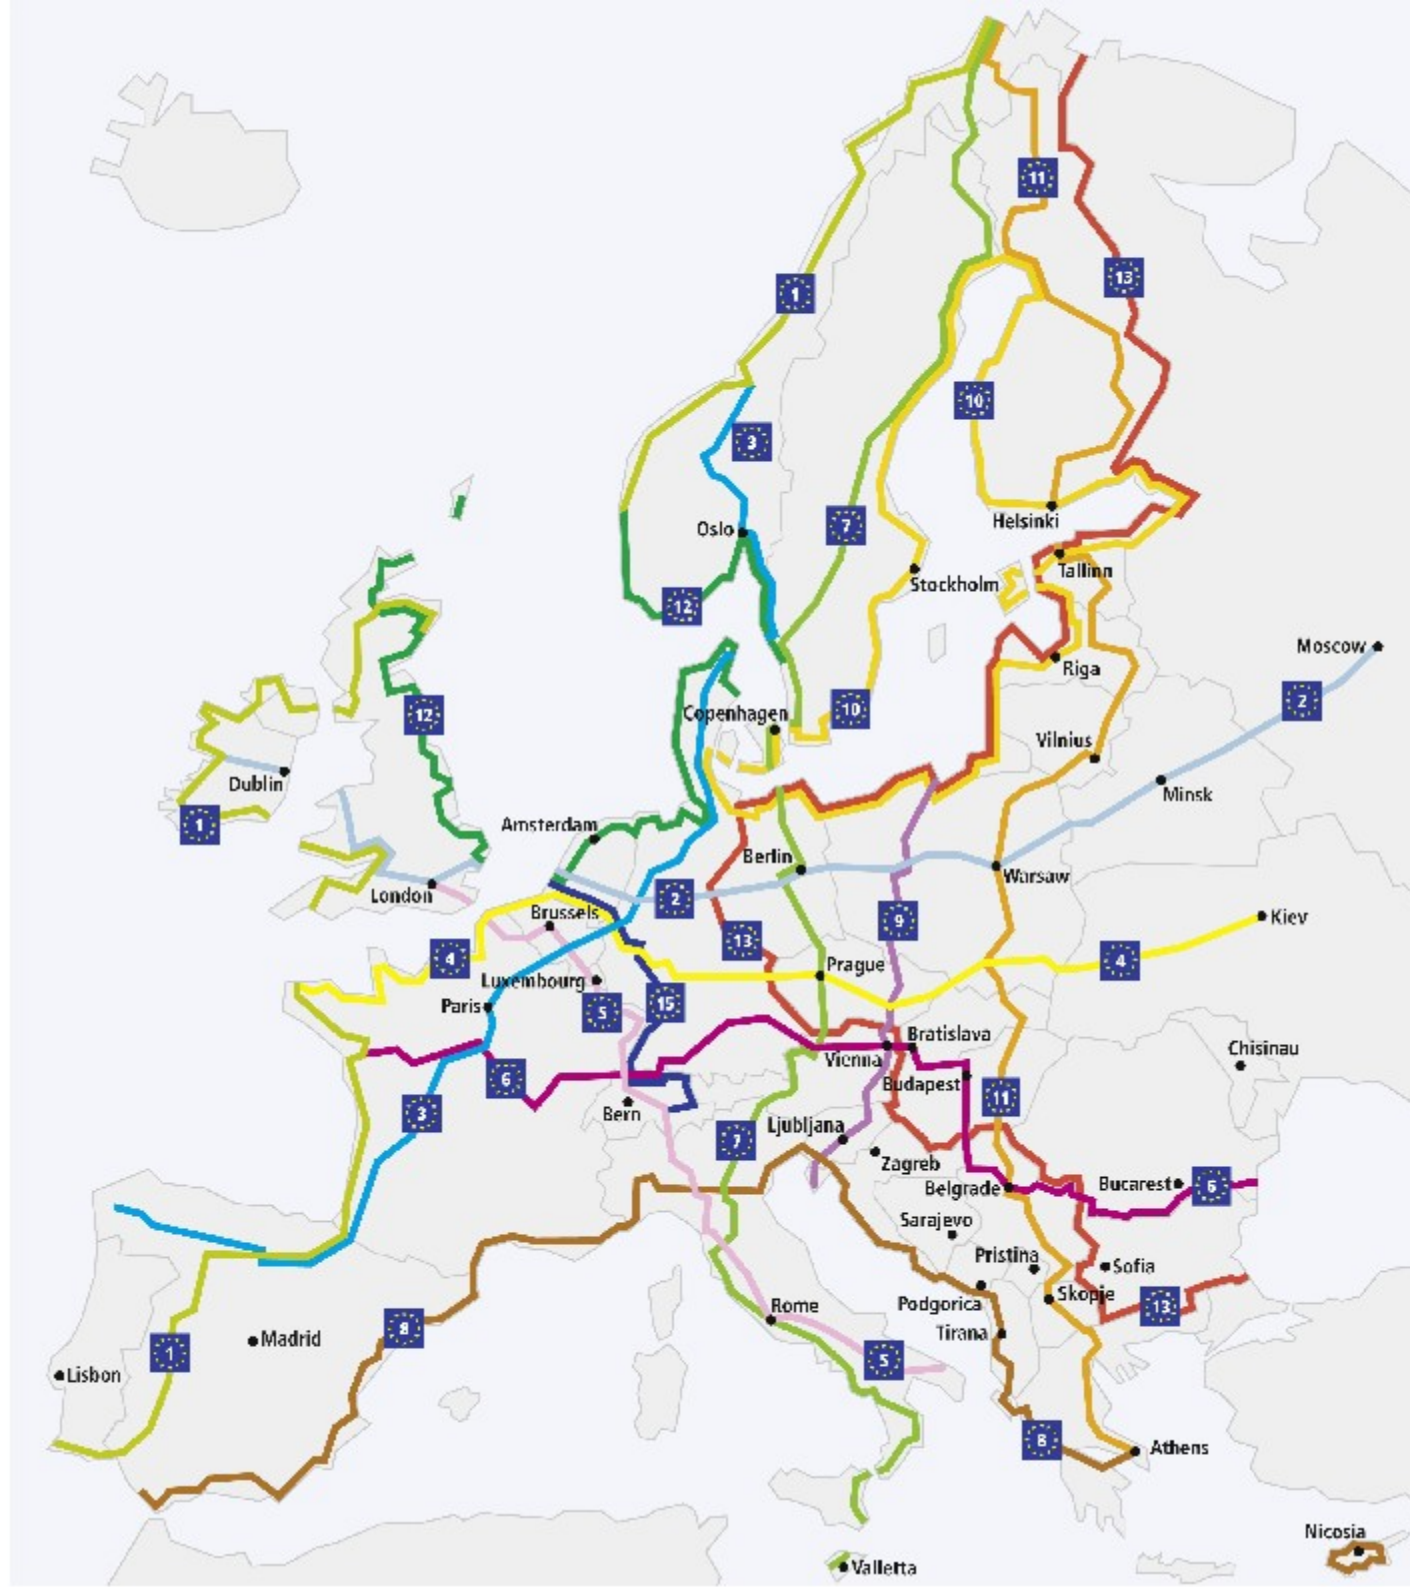 11
13
1
10
3
Oslo
7
Helsinki
Tallinn
Stockholm
12
Riga
Moscow
2
12
Copenhagen
10
Vilnius
Dublin
Minsk
1
Amsterdam
Berlin
Warsaw
London
2
Brussels
9
Kiev
4
13
4
Prague
Luxembourg
Paris
5
15
Vienna
Bratislava
Chisinau
6
Budapest
11
Bern
3
7
Ljubljana
Zagreb
Belgrade
Bucarest
6
Sarajevo
Pristina
Sofia
Skopje
Podgorica
13
Rome
Tirana
8
Madrid
1
Lisbon
5
8
Athens
Nicosia
Valletta